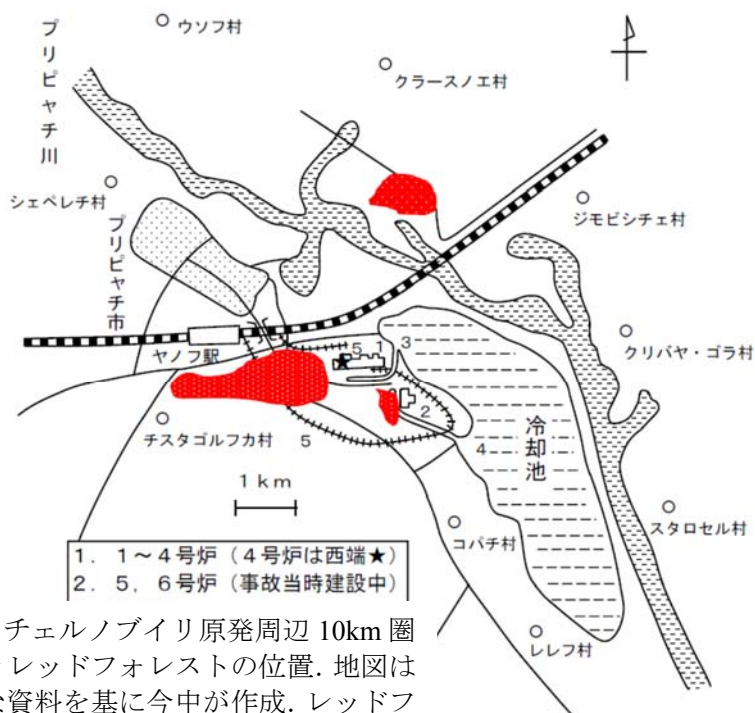 ウソフ村
プリピャチ川
クラースノエ村
シェペレチ村
ジモビシチェ村
プリピャチ市
ヤノフ駅
5 1 3
クリバヤ・ゴラ村
2
チスタゴルフカ村
5
4
冷却池
1 km
スタロセル村
コパチ村
1. 1～4号炉（4号炉は西端★）
2. 5，6号炉（事故当時建設中）
レレフ村
チェルノブイリ原発周辺 10km 圏
レッドフォレストの位置．地図は
な資料を基に今中が作成．レッドフ